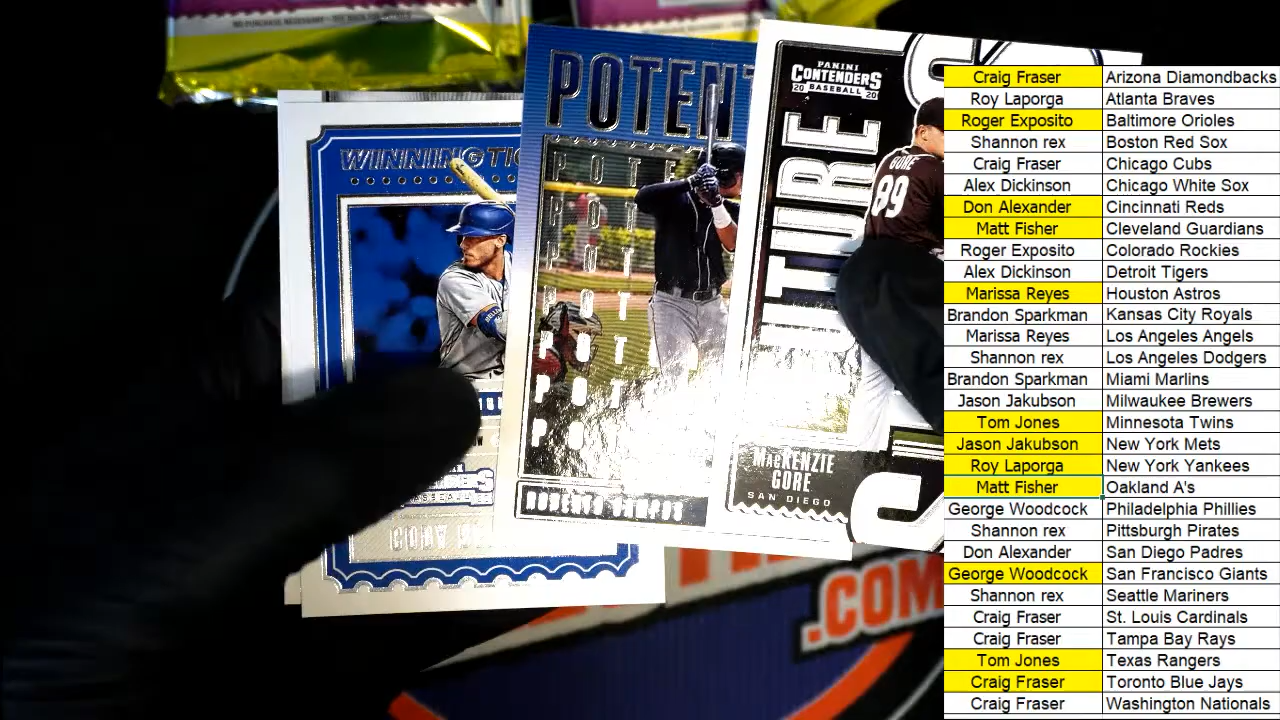 POTEN
PANINI
CONTENDERS
BASEBALL
20 20
WINNIN
GORE
89
MACKENZIE
GORE
SAN DIEGO
.COM
Craig Fraser Arizona Diamondbacks
Roy Laporga Atlanta Braves
Roger Exposito Baltimore Orioles
Shannon rex Boston Red Sox
Craig Fraser Chicago Cubs
Alex Dickinson Chicago White Sox
Don Alexander Cincinnati Reds
Matt Fisher Cleveland Guardians
Roger Exposito Colorado Rockies
Alex Dickinson Detroit Tigers
Marissa Reyes Houston Astros
Brandon Sparkman Kansas City Royals
Marissa Reyes Los Angeles Angels
Shannon rex Los Angeles Dodgers
Brandon Sparkman Miami Marlins
Jason Jakubson Milwaukee Brewers
Tom Jones Minnesota Twins
Jason Jakubson New York Mets
Roy Laporga New York Yankees
Matt Fisher Oakland A's
George Woodcock Philadelphia Phillies
Shannon rex Pittsburgh Pirates
Don Alexander San Diego Padres
George Woodcock San Francisco Giants
Shannon rex Seattle Mariners
Craig Fraser St. Louis Cardinals
Craig Fraser Tampa Bay Rays
Tom Jones Texas Rangers
Craig Fraser Toronto Blue Jays
Craig Fraser Washington Nationals